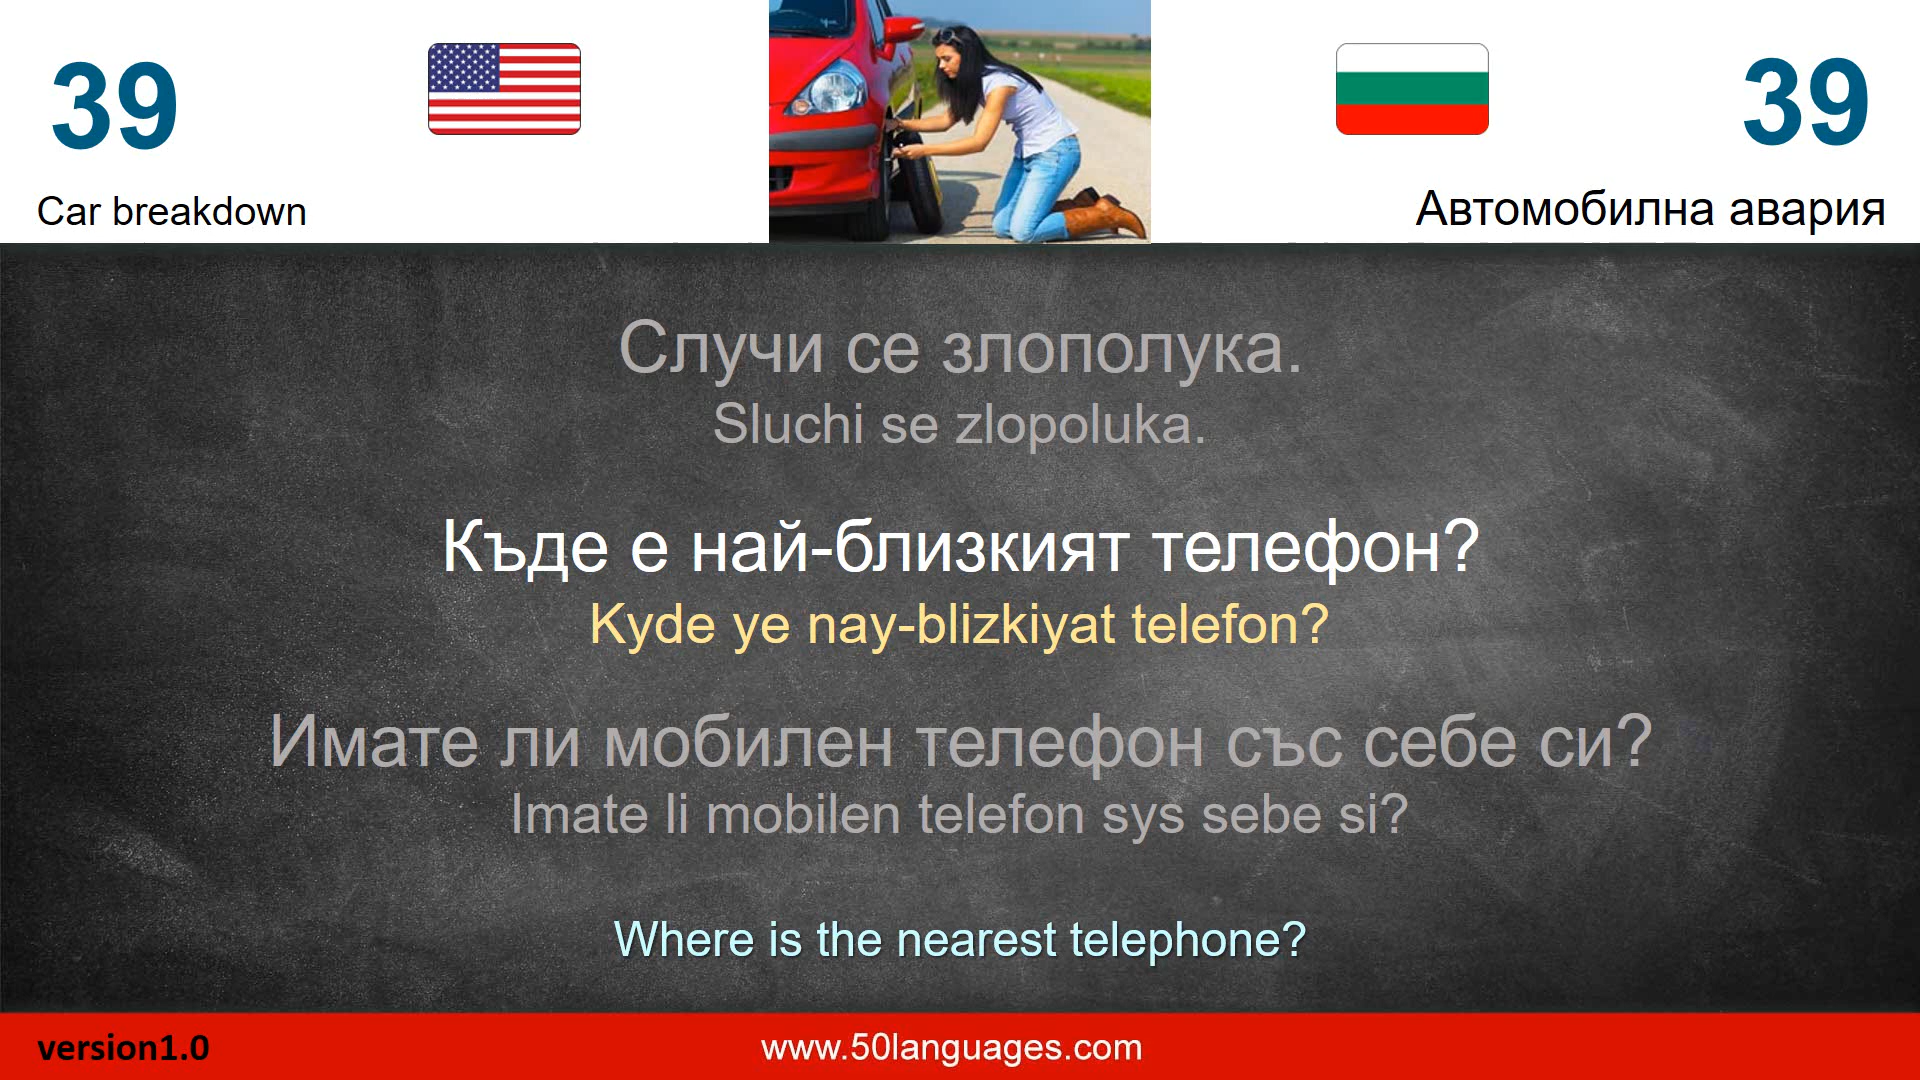 39
39
Car breakdown
Автомобилна авария
Случи се злополука.
Sluchi se zlopoluka.
Къде е най-близкият телефон?
Kyde ye nay-blizkiyat telefon?
Имате ли мобилен телефон със себе си?
Imate li mobilen telefon sys sebe si?
Where is the nearest telephone?
version1.0
www.50languages.com